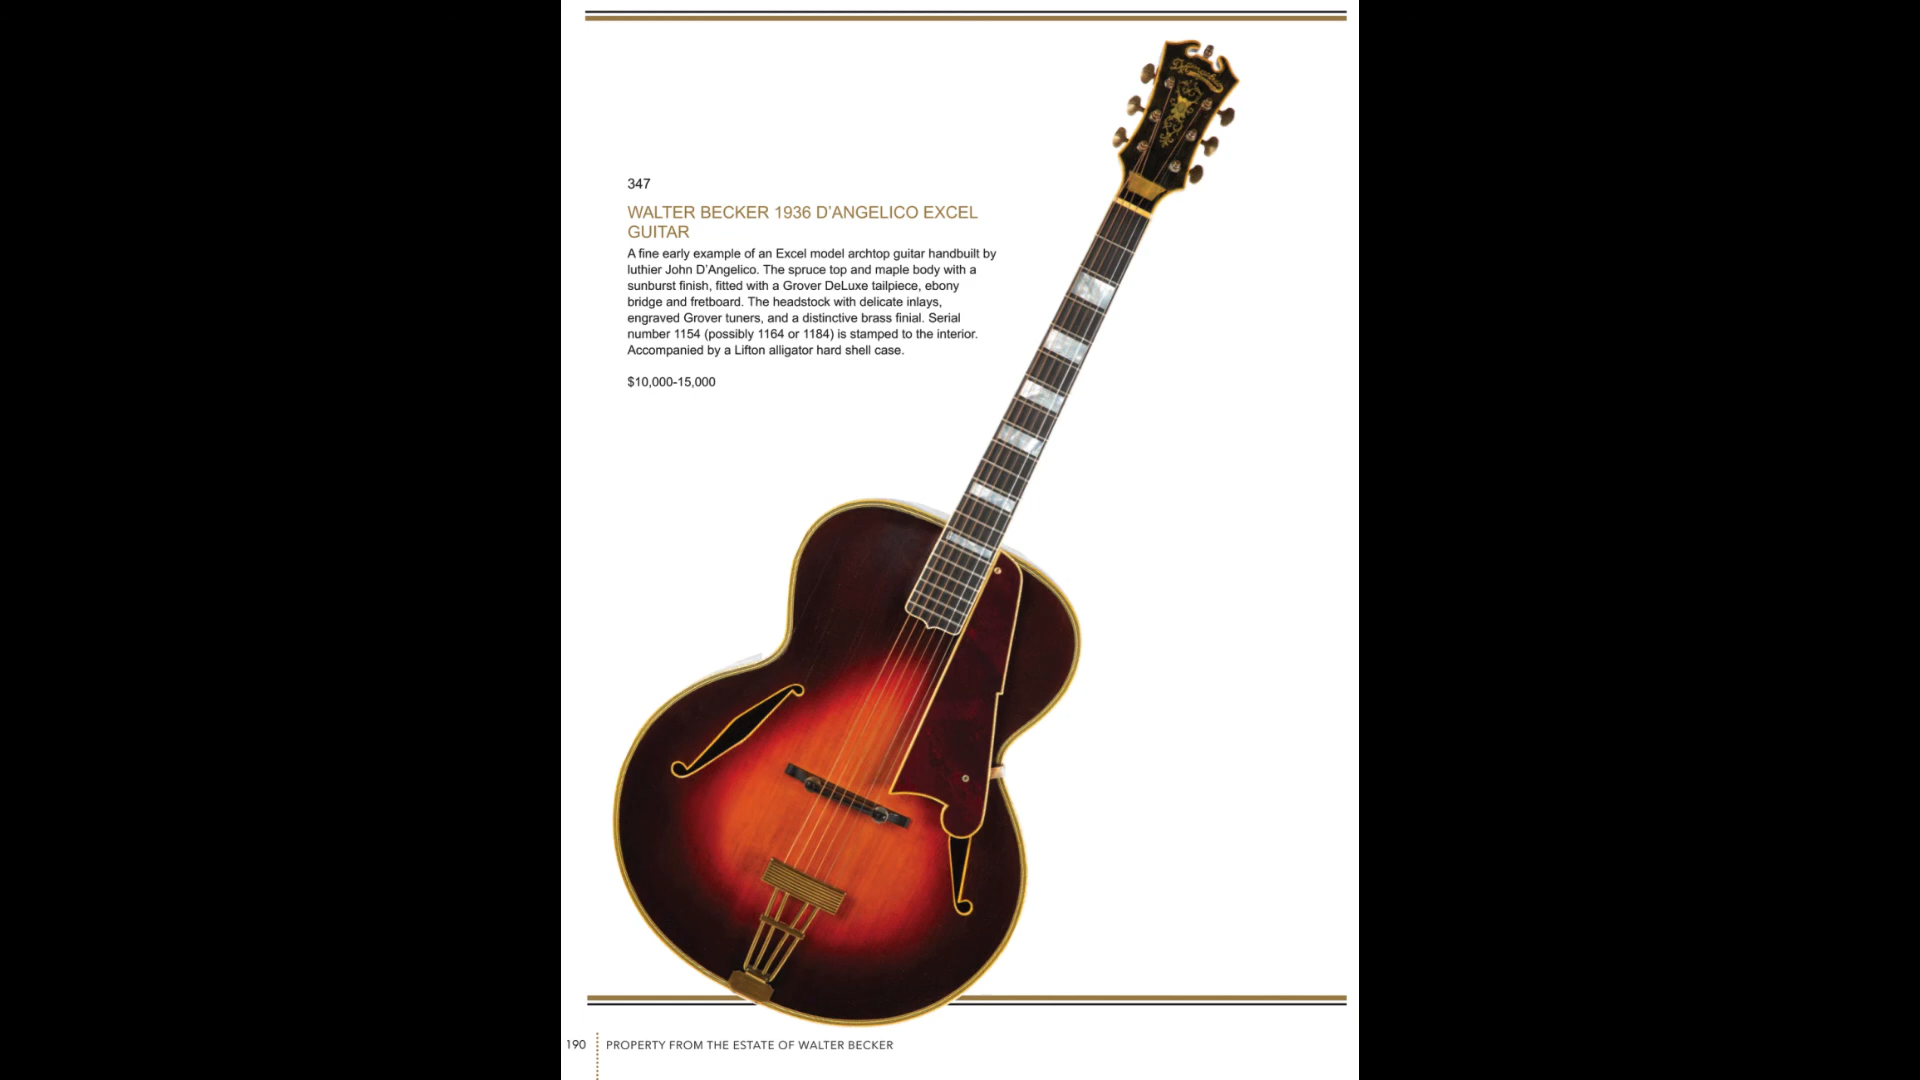 347
WALTER BECKER 1936 D'ANGELICO EXCEL
GUITAR
A fine early example of an Excel model archtop guitar handbuilt by
luthier John D'Angelico. The spruce top and maple body with a
sunburst finish, fitted with a Grover DeLuxe tailpiece, ebony
bridge and fretboard. The headstock with delicate inlays,
engraved Grover tuners, and a distinctive brass finial. Serial
number 1154 (possibly 1164 or 1184) is stamped to the interior.
Accompanied by a Lifton alligator hard shell case.
$10,000-15,000
190
PROPERTY FROM THE ESTATE OF WALTER BECKER